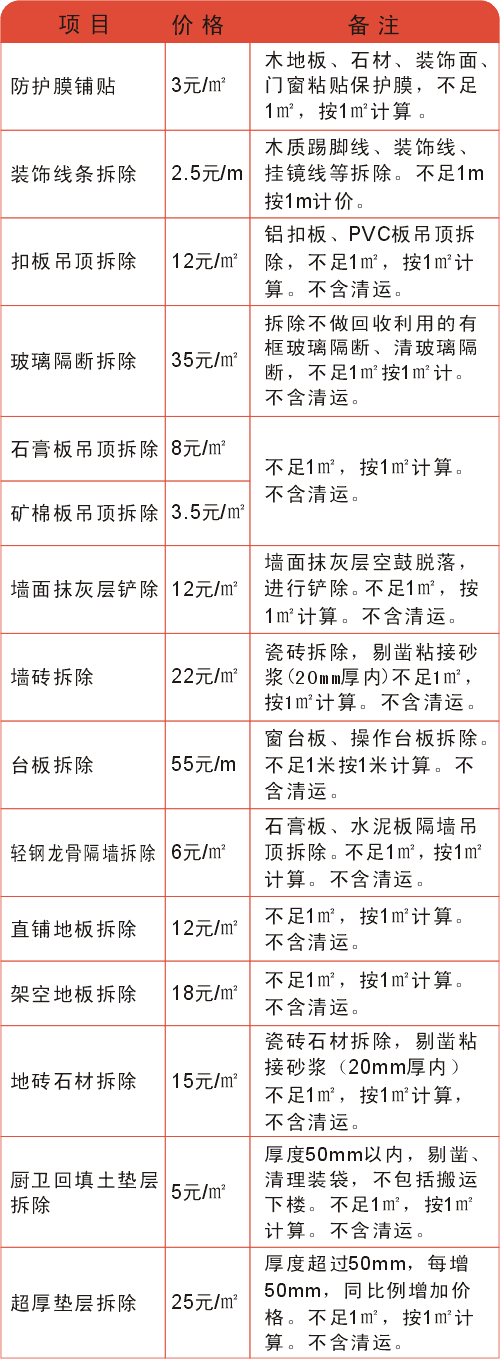 项目 价格 备注
防护膜铺贴 3元/㎡ 木地板、石材、装饰面、
门窗粘贴保护膜，不足
1㎡，按1㎡计算。
装饰线条拆除 2.5元/m 木质踢脚线、装饰线、
挂镜线等拆除。不足1m
按1m计价。
扣板吊顶拆除 12元/㎡ 铝扣板、PVC板吊顶拆
除，不足1㎡，按1㎡计
算。不含清运。
玻璃隔断拆除 35元/㎡ 拆除不做回收利用的有
框玻璃隔断、清玻璃隔
断，不足1㎡按1㎡计。
不含清运。
石膏板吊顶拆除 8元/㎡
不足1㎡，按1㎡计算。
不含清运。
矿棉板吊顶拆除 3.5元/㎡
墙面抹灰层铲除 12元/㎡ 墙面抹灰层空鼓脱落，
进行铲除。不足1㎡，按
1㎡计算。不含清运。
墙砖拆除 22元/㎡ 瓷砖拆除，剔凿粘接砂
浆(20mm厚内)不足1㎡，
按1㎡计算。不含清运。
台板拆除 55元/m 窗台板、操作台板拆除。
不足1米按1米计算。不
含清运。
轻钢龙骨隔墙拆除 6元/㎡ 石膏板、水泥板隔墙吊
顶拆除。不足1㎡，按1㎡
计算。不含清运。
直铺地板拆除 12元/㎡ 不足1㎡，按1㎡计算。
不含清运。
架空地板拆除 18元/㎡ 不足1㎡，按1㎡计算。
不含清运。
地砖石材拆除 15元/㎡ 瓷砖石材拆除，剔凿粘
接砂浆（20mm厚内）
不足1㎡，按1㎡计算，
不含清运。
厨卫回填土垫层
拆除 5元/㎡ 厚度50mm以内，剔凿、
清理装袋，不包括搬运
下楼。不足1㎡，按1㎡
计算。不含清运。
超厚垫层拆除 25元/㎡ 厚度超过50mm，每增
50mm，同比例增加价
格。不足1㎡，按1㎡计
算。不含清运。